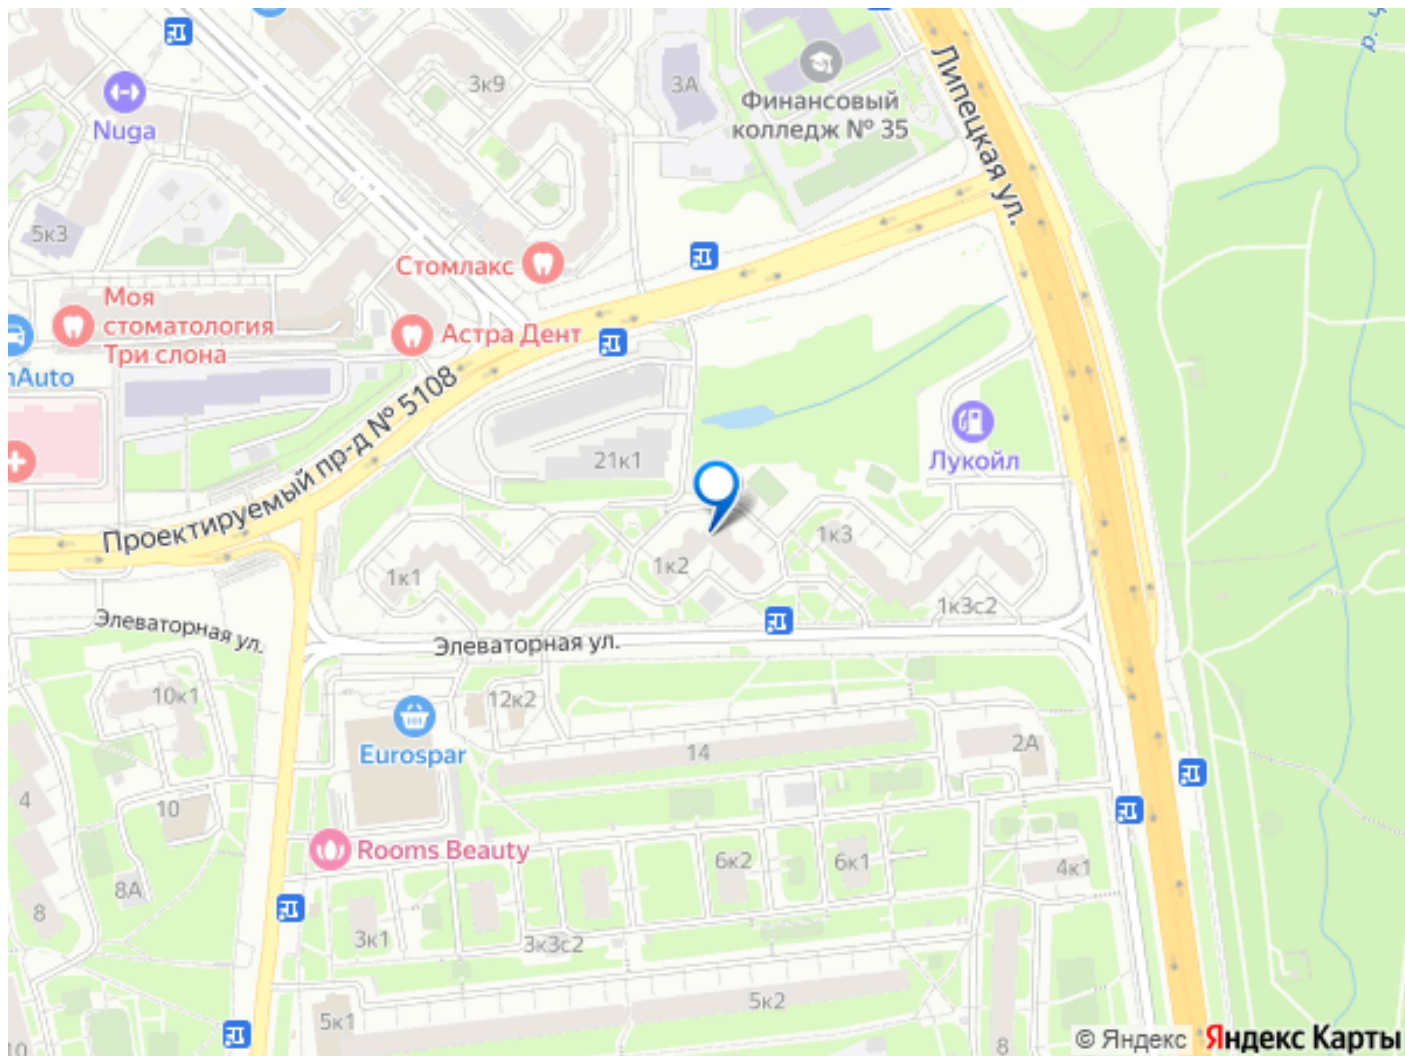 р. Ч
3к9
3А
Nuga
Финансовый
колледж № 35
Липецкая ул.
5к3
Стомлакс
Моя
стоматология
Три слона
Астра Дент
nAuto
Проектируемый пр-д № 5108
21к1
Лукойл
1к3
1к2
1к1
1к3с2
Элеваторная ул.
Элеваторная ул.
10к1
12к2
Eurospar
14
2А
4
10
Rooms Beauty
6к2
6к1
4к1
8А
8
3к1
3к3с2
5к2
5к1
10
8
© Яндекс
Яндекс Карты